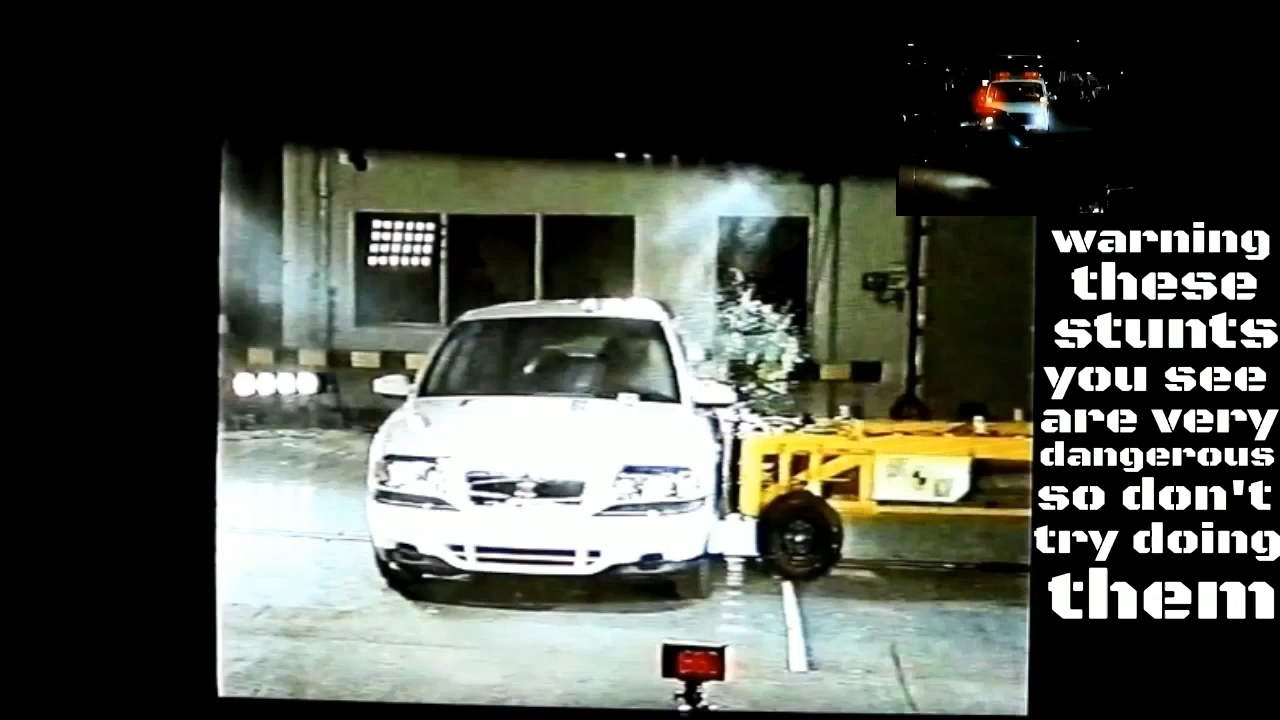 warning
these
stunts
you see
are very
dangerous
so don't
try doing
them